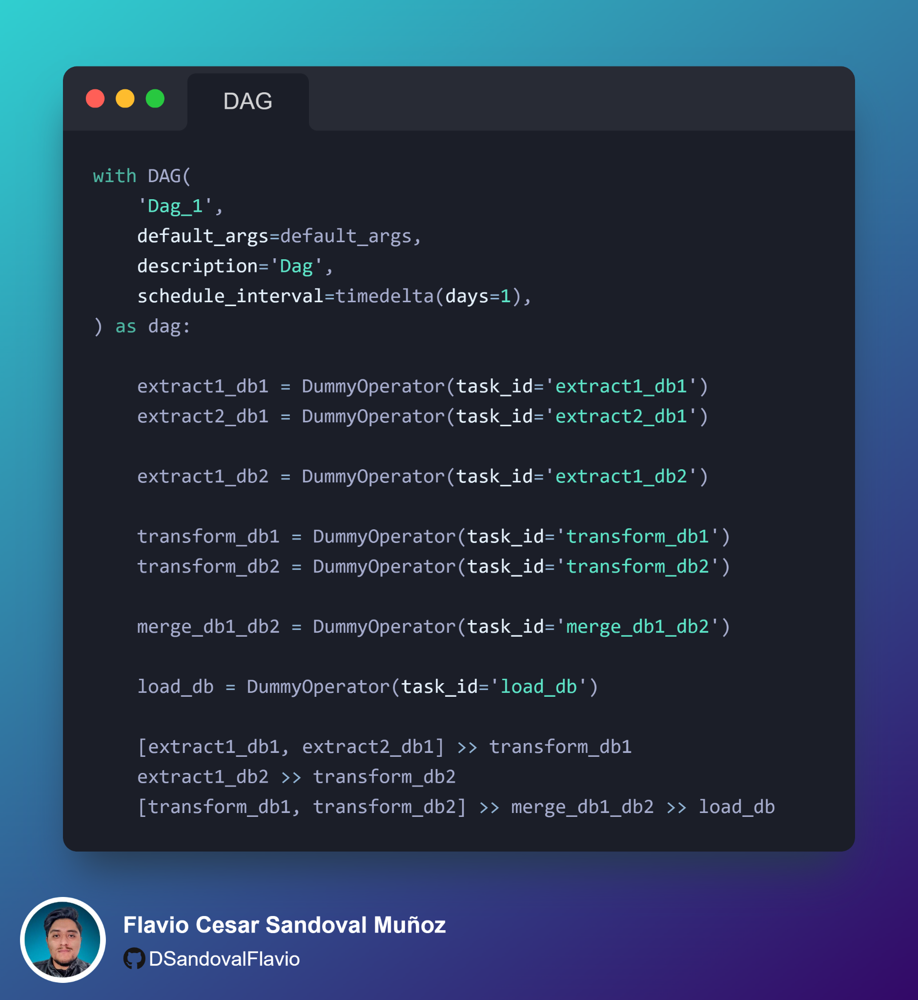 DAG
with DAG(
    'Dag_1',
    default_args=default_args,
    description='Dag',
    schedule_interval=timedelta(days=1),
) as dag:
    extract1_db1 = DummyOperator(task_id='extract1_db1')
    extract2_db1 = DummyOperator(task_id='extract2_db1')
    extract1_db2 = DummyOperator(task_id='extract1_db2')
    transform_db1 = DummyOperator(task_id='transform_db1')
    transform_db2 = DummyOperator(task_id='transform_db2')
    merge_db1_db2 = DummyOperator(task_id='merge_db1_db2')
    load_db = DummyOperator(task_id='load_db')
    [extract1_db1, extract2_db1] >> transform_db1
    extract1_db2 >> transform_db2
    [transform_db1, transform_db2] >> merge_db1_db2 >> load_db
Flavio Cesar Sandoval Muñoz
DSandovalFlavio